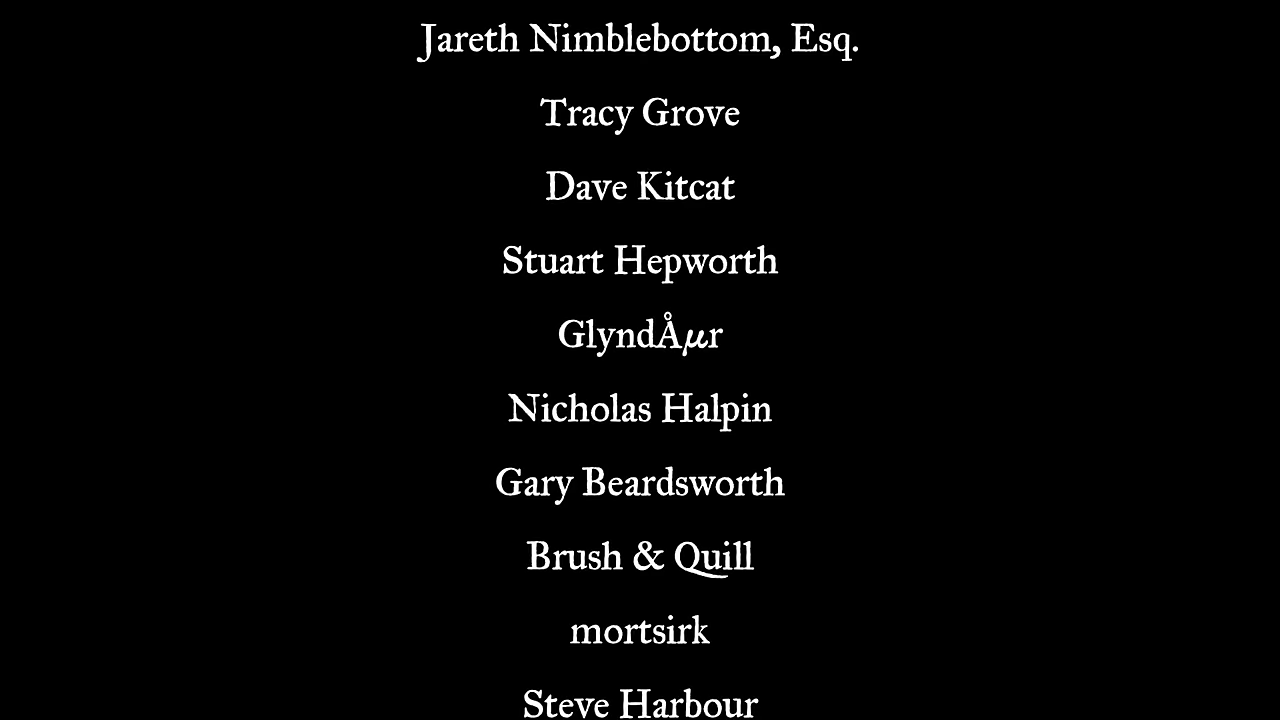 Jareth Nimblebottom, Esq.
Tracy Grove
Dave Kitcat
Stuart Hepworth
GlyndÅµr
Nicholas Halpin
Gary Beardsworth
Brush & Quill
mortsirk
Steve Harbour